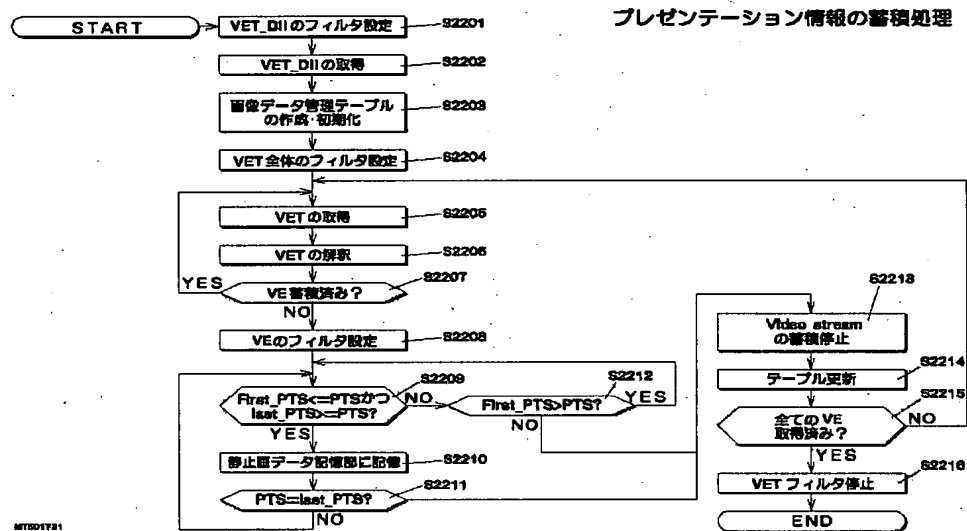 プレゼンテーション情報の蓄積処理
START
VET_DIIのフィルタ設定
S2201
VET_DIIの取得
S2202
画像データ管理テーブル
の作成・初期化
S2203
VET全体のフィルタ設定
S2204
VETの取得
S2205
VETの解釈
S2206
VE蓄積済み?
S2207
YES
NO
VEのフィルタ設定
S2208
First_PTS<=PTSかつ
last_PTS>=PTS?
S2209
NO
YES
First_PTS>PTS?
S2212
YES
NO
静止画データ記憶部に記憶
S2210
PTS=last_PTS?
S2211
NO
Video stream
の蓄積停止
S2213
テーブル更新
S2214
全てのVE
取得済み?
S2215
NO
YES
VETフィルタ停止
S2216
END
MT501731